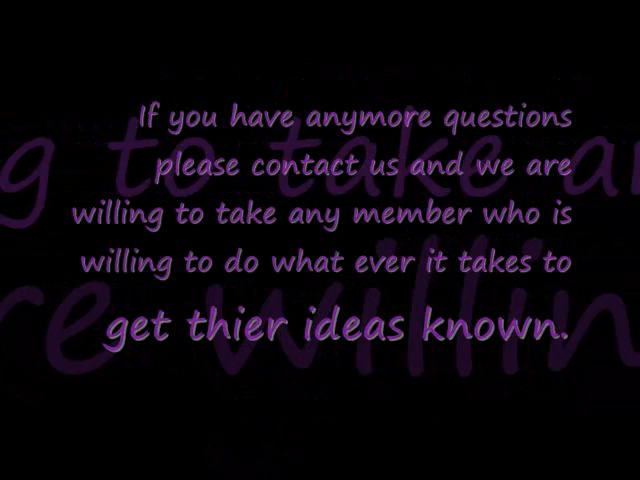 If you have anymore questions
please contact us and we are
willing to take any member who is
willing to do what ever it takes to
get thier ideas known.